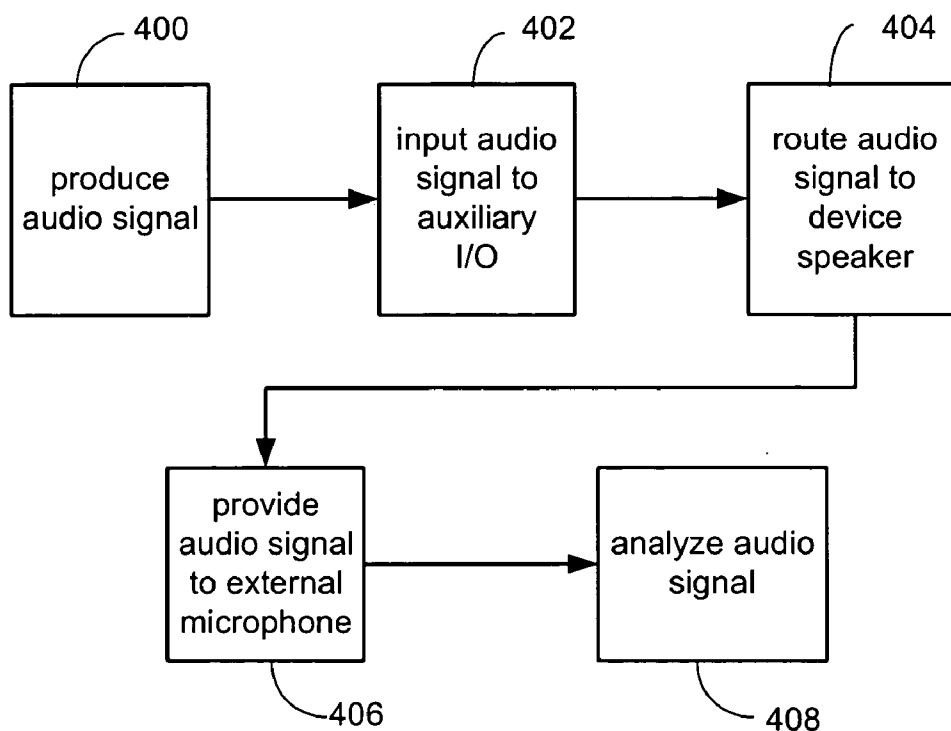 400
402
404
produce
audio signal
input audio
signal to
auxiliary
I/O
route audio
signal to
device
speaker
provide
audio signal
to external
microphone
analyze audio
signal
406
408